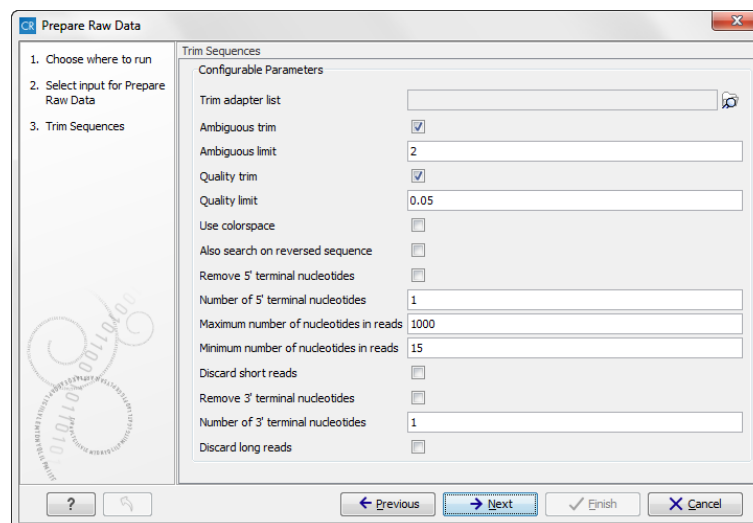 CR Prepare Raw Data
X
1. Choose where to run
2. Select input for Prepare
Raw Data
3. Trim Sequences
Trim Sequences
Configurable Parameters
Trim adapter list
Ambiguous trim
Ambiguous limit 2
Quality trim
Quality limit 0.05
Use colorspace
Also search on reversed sequence
Remove 5' terminal nucleotides
Number of 5' terminal nucleotides 1
Maximum number of nucleotides in reads 1000
Minimum number of nucleotides in reads 15
Discard short reads
Remove 3' terminal nucleotides
Number of 3' terminal nucleotides 1
Discard long reads
? Previous Next Finish Cancel